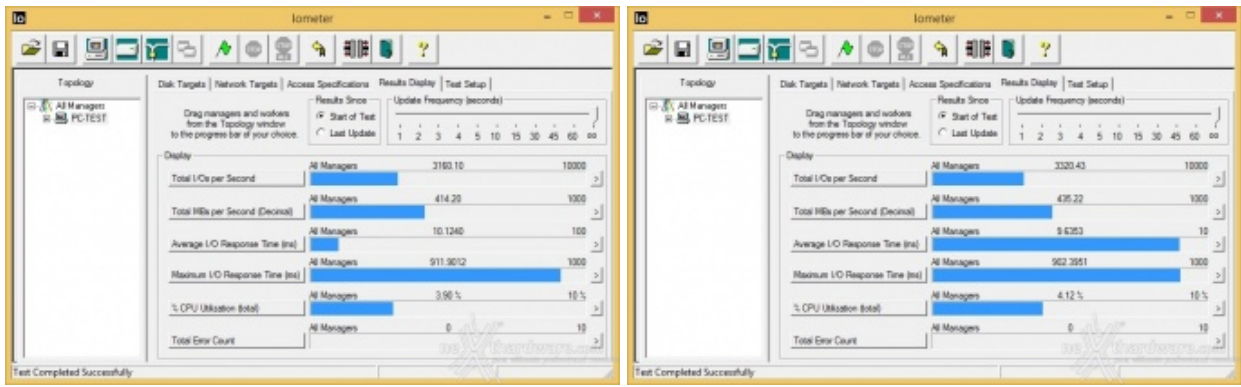 Iometer
Topology
All Managers
PC-TEST
Disk Targets | Network Targets | Access Specifications | Results Display | Test Setup
Drag managers and workers
from the Topology window
to the progress bar of your choice.
Results Since
Start of Test
Last Update
Update Frequency (seconds)
1 2 3 4 5 10 15 30 45 60 oo
Display
All Managers 3160.10 10000
Total I/Os per Second
All Managers 414.20 1000
Total MBs per Second (Decimal)
All Managers 10.1240 100
Average I/O Response Time (ms)
All Managers 911.9012 1000
Maximum I/O Response Time (ms)
All Managers 3.90 % 10 %
% CPU Utilization (total)
All Managers 0 10
Total Error Count
Test Completed Successfully
Iometer
Topology
All Managers
PC-TEST
Disk Targets | Network Targets | Access Specifications | Results Display | Test Setup
Drag managers and workers
from the Topology window
to the progress bar of your choice.
Results Since
Start of Test
Last Update
Update Frequency (seconds)
1 2 3 4 5 10 15 30 45 60 oo
Display
All Managers 3320.43 10000
Total I/Os per Second
All Managers 435.22 1000
Total MBs per Second (Decimal)
All Managers 9.6353 10
Average I/O Response Time (ms)
All Managers 902.3951 1000
Maximum I/O Response Time (ms)
All Managers 4.12 % 10 %
% CPU Utilization (total)
All Managers 0 10
Total Error Count
Test Completed Successfully